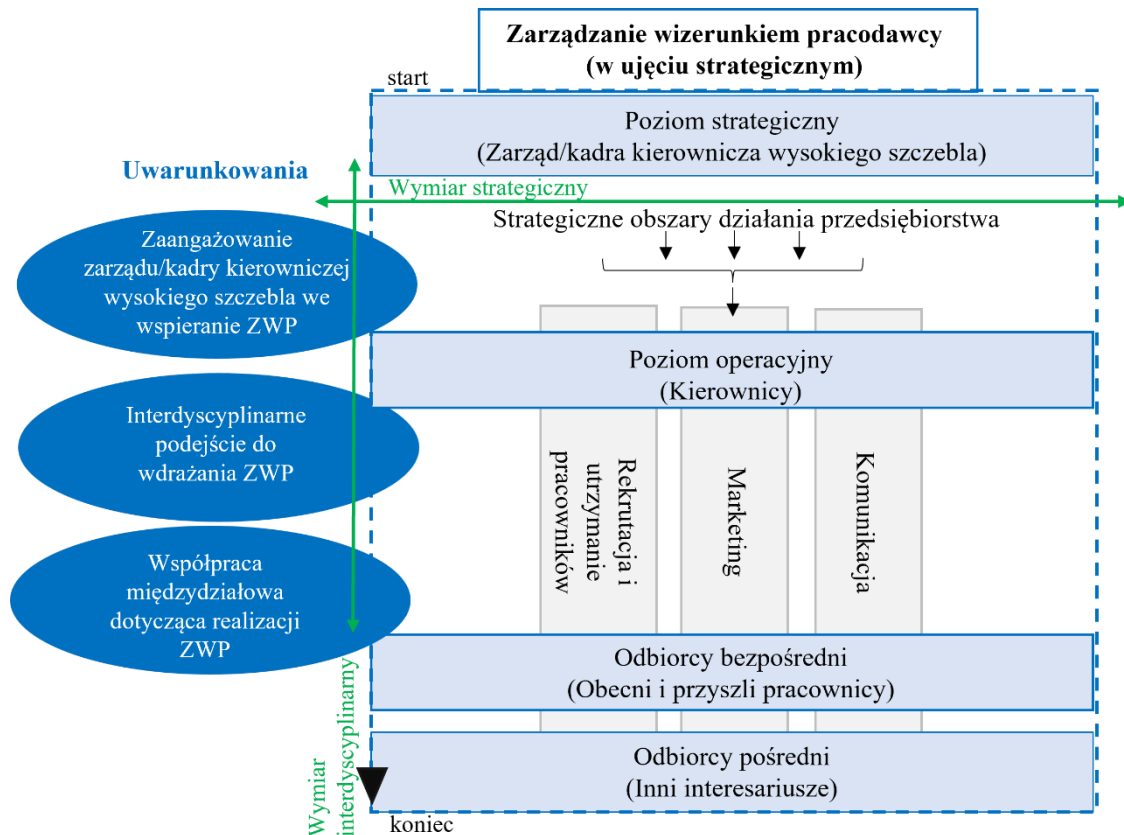 Zarządzanie wizerunkiem pracodawcy
(w ujęciu strategicznym)
start
Poziom strategiczny
(Zarząd/kadra kierownicza wysokiego szczebla)
Uwarunkowania
Wymiar strategiczny
Strategiczne obszary działania przedsiębiorstwa
Zaangażowanie
zarządu/kadry kierowniczej
wysokiego szczebla we
wspieranie ZWP
Poziom operacyjny
(Kierownicy)
Interdyscyplinarne
podejście do
wdrażania ZWP
Rekrutacja i
utrzymanie
pracowników
Marketing
Komunikacja
Współpraca
międzydziałowa
dotycząca realizacji
ZWP
Odbiorcy bezpośredni
(Obecni i przyszli pracownicy)
Wymiar
interdyscyplinarny
Odbiorcy pośredni
(Inni interesariusze)
koniec